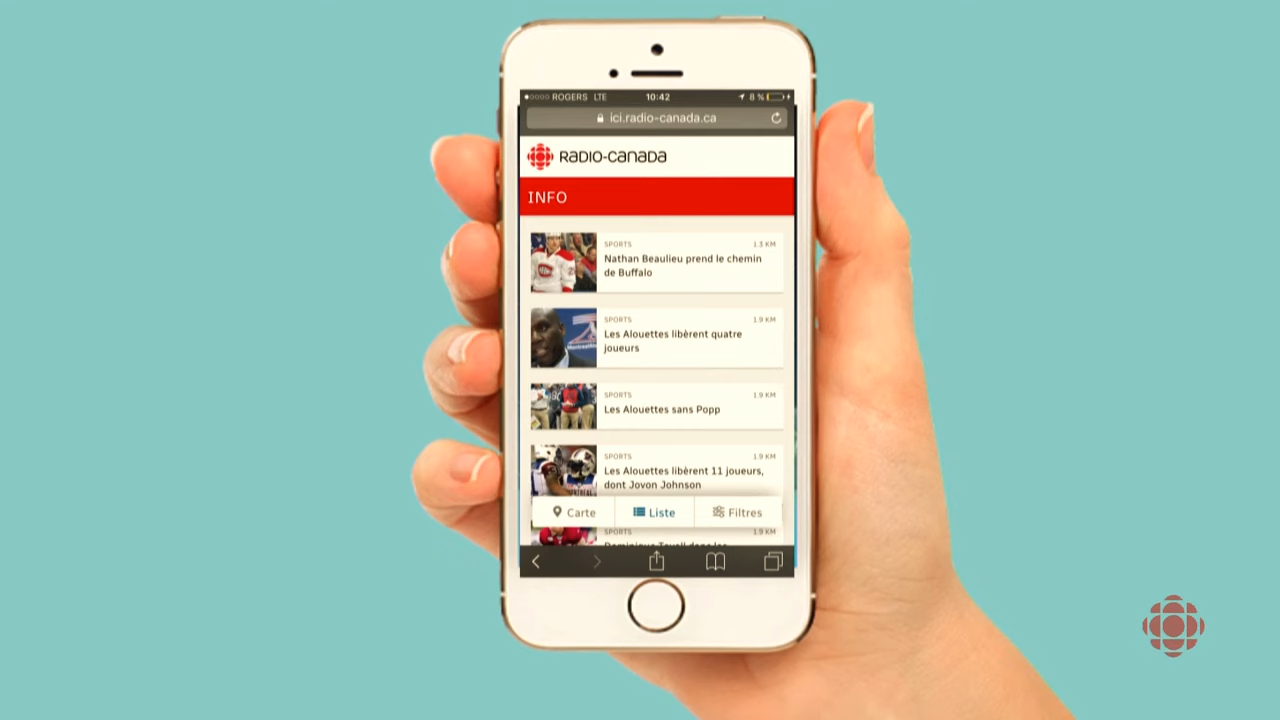 ROGERS LTE 10:42 8 %
ici.radio-canada.ca
RADIO-CANADA
INFO
SPORTS 1.3 KM
Nathan Beaulieu prend le chemin
de Buffalo
SPORTS 1.9 KM
Les Alouettes libèrent quatre
joueurs
SPORTS 1.9 KM
Les Alouettes sans Popp
SPORTS 1.9 KM
Les Alouettes libèrent 11 joueurs,
dont Jovon Johnson
Carte Liste Filtres
SPORTS 1.9 KM